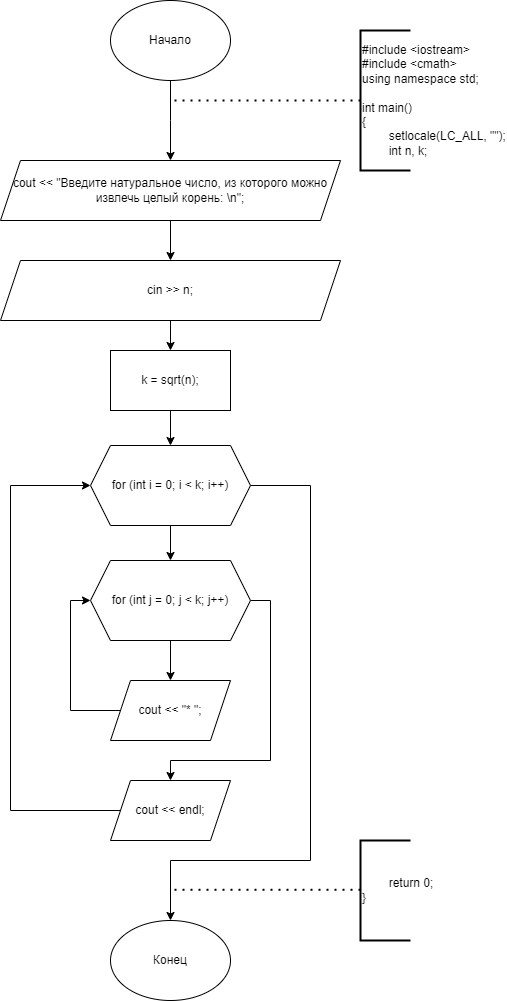 Начало
#include <iostream>
#include <cmath>
using namespace std;
int main()
{
setlocale(LC_ALL, "");
int n, k;
cout << "Введите натуральное число, из которого можно
извлечь целый корень: \n";
cin >> n;
k = sqrt(n);
for (int i = 0; i < k; i++)
for (int j = 0; j < k; j++)
cout << "* ";
cout << endl;
return 0;
}
Конец